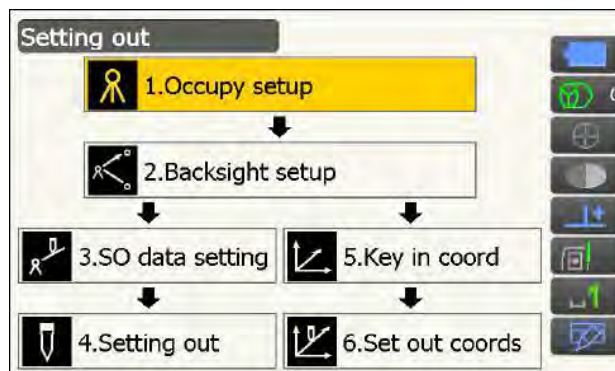 Setting out
1.Occupy setup
2.Backsight setup
3.SO data setting
5.Key in coord
4.Setting out
6.Set out coords